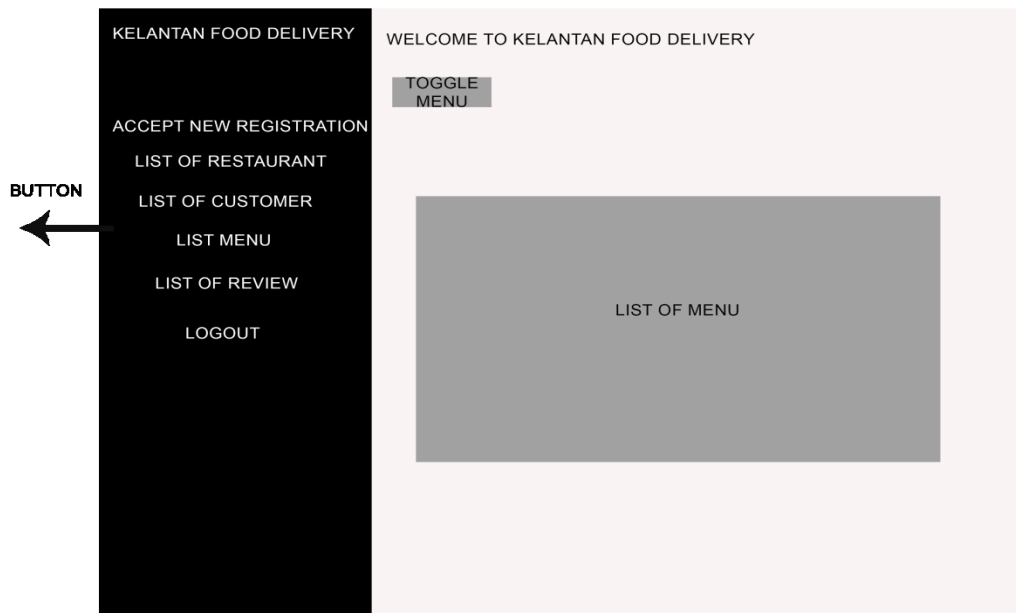 KELANTAN FOOD DELIVERY
ACCEPT NEW REGISTRATION
LIST OF RESTAURANT
LIST OF CUSTOMER
LIST MENU
LIST OF REVIEW
LOGOUT
BUTTON
WELCOME TO KELANTAN FOOD DELIVERY
TOGGLE
MENU
LIST OF MENU